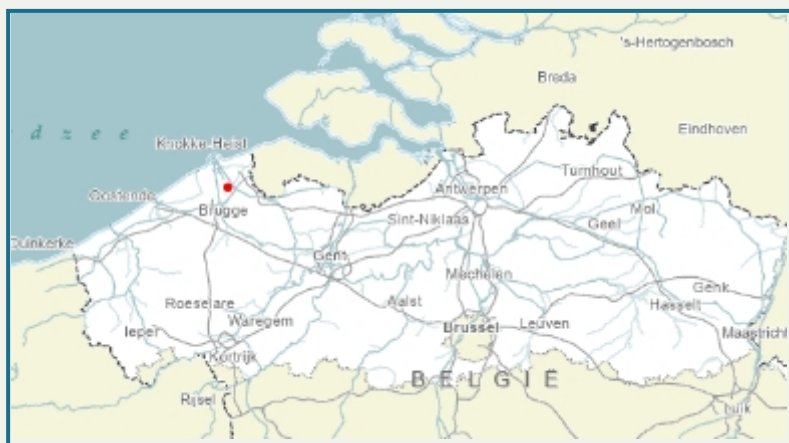 's-Hertogenbosch
Breda
d z e e
Eindhoven
Knokke-Heist
Turnhout
Antwerpen
Oostende
Mol
Brugge
Sint-Niklaas
Geel
Duinkerke
Gent
Mechelen
Genk
Roeselare
Aalst
Hasselt
Waregem
Brussel
Leuven
Ieper
Maastricht
Kortrijk
BELGIË
Rijsel
Luik